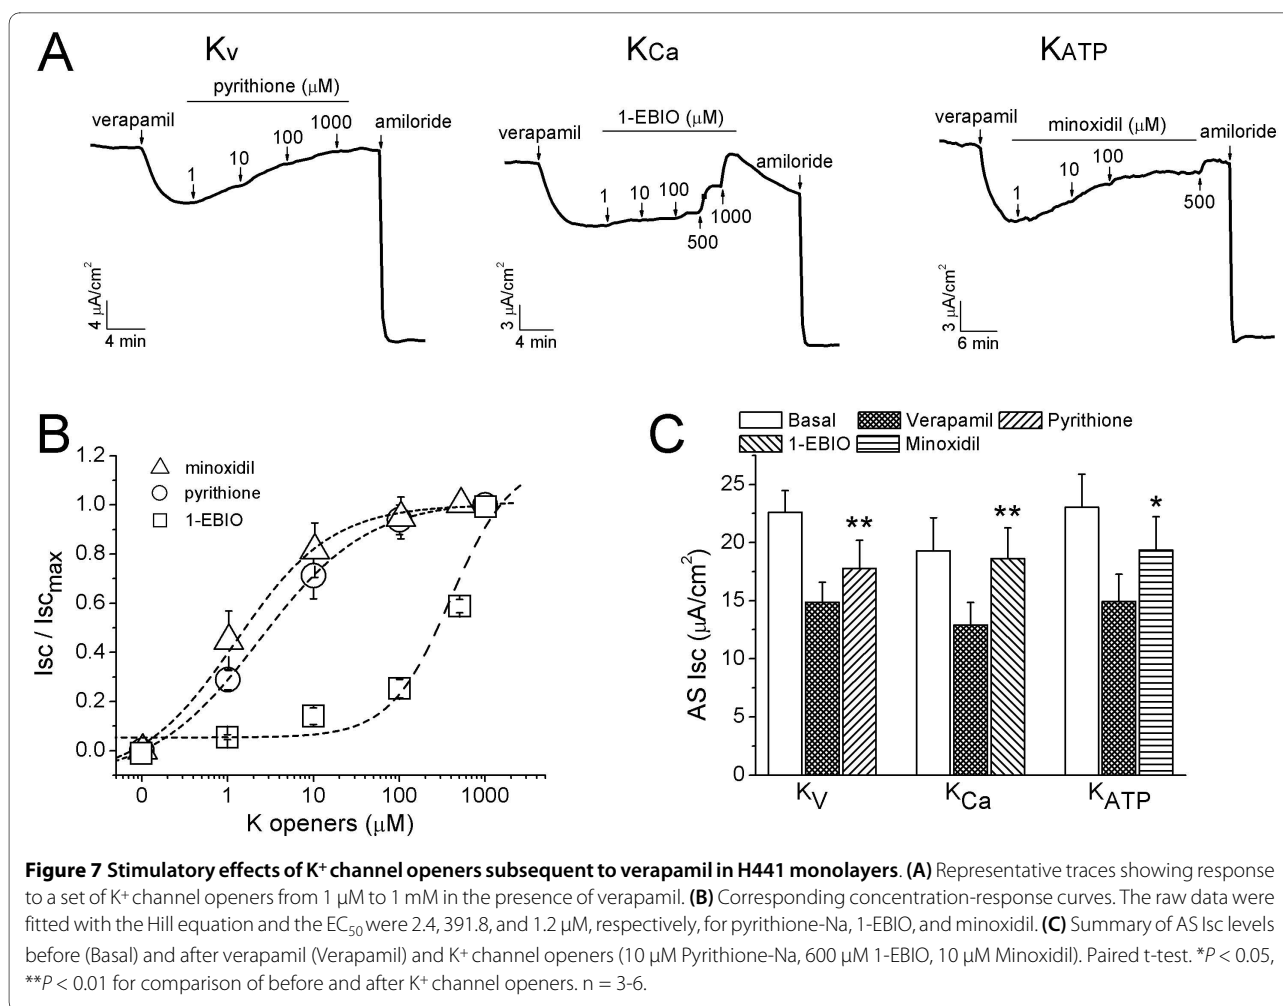 A
Kv
KCa
KATP
pyrithione (μM)
verapamil
1
10
100
1000
amiloride
4 μA/cm²
4 min
1-EBIO (μM)
verapamil
1
10
100
500
1000
amiloride
3 μA/cm²
4 min
minoxidil (μM)
verapamil
1
10
100
500
amiloride
3 μA/cm²
6 min
B
minoxidil
pyrithione
1-EBIO
Isc / Iscmax
1.2
1.0
0.8
0.6
0.4
0.2
0.0
0 1 10 100 1000
K openers (μM)
C
Basal Verapamil Pyrithione
1-EBIO Minoxidil
AS Isc (μA/cm²)
25
20
15
10
5
0
**
**
*
KV KCa KATP
Figure 7 Stimulatory effects of K⁺ channel openers subsequent to verapamil in H441 monolayers. (A) Representative traces showing response
to a set of K⁺ channel openers from 1 μM to 1 mM in the presence of verapamil. (B) Corresponding concentration-response curves. The raw data were
fitted with the Hill equation and the EC₅₀ were 2.4, 391.8, and 1.2 μM, respectively, for pyrithione-Na, 1-EBIO, and minoxidil. (C) Summary of AS Isc levels
before (Basal) and after verapamil (Verapamil) and K⁺ channel openers (10 μM Pyrithione-Na, 600 μM 1-EBIO, 10 μM Minoxidil). Paired t-test. *P < 0.05,
**P < 0.01 for comparison of before and after K⁺ channel openers. n = 3-6.